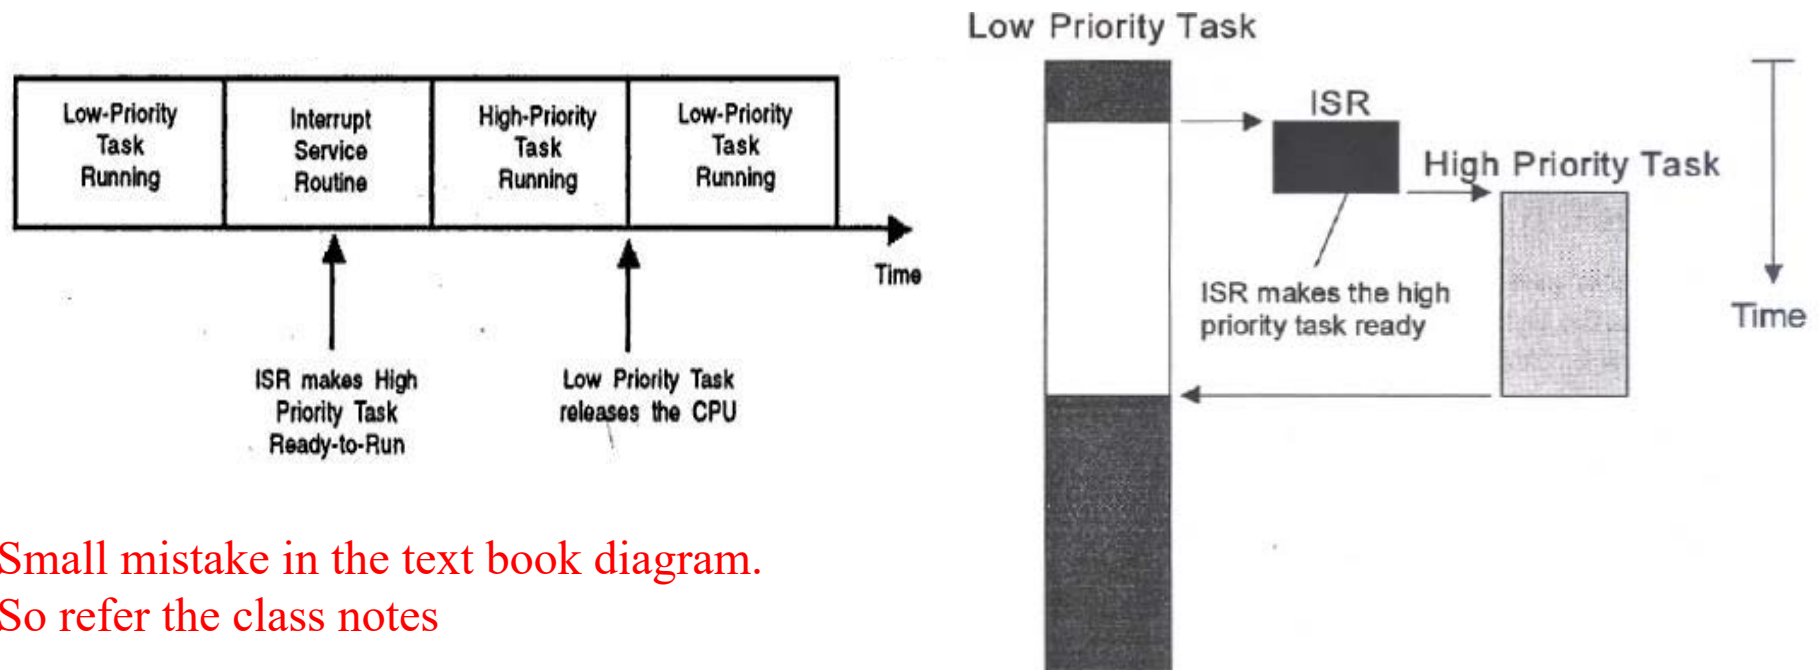 Low-Priority
Task
Running
Interrupt
Service
Routine
High-Priority
Task
Running
Low-Priority
Task
Running
Time
ISR makes High
Priority Task
Ready-to-Run
Low Priority Task
releases the CPU
Small mistake in the text book diagram.
So refer the class notes
Low Priority Task
ISR
High Priority Task
ISR makes the high
priority task ready
Time